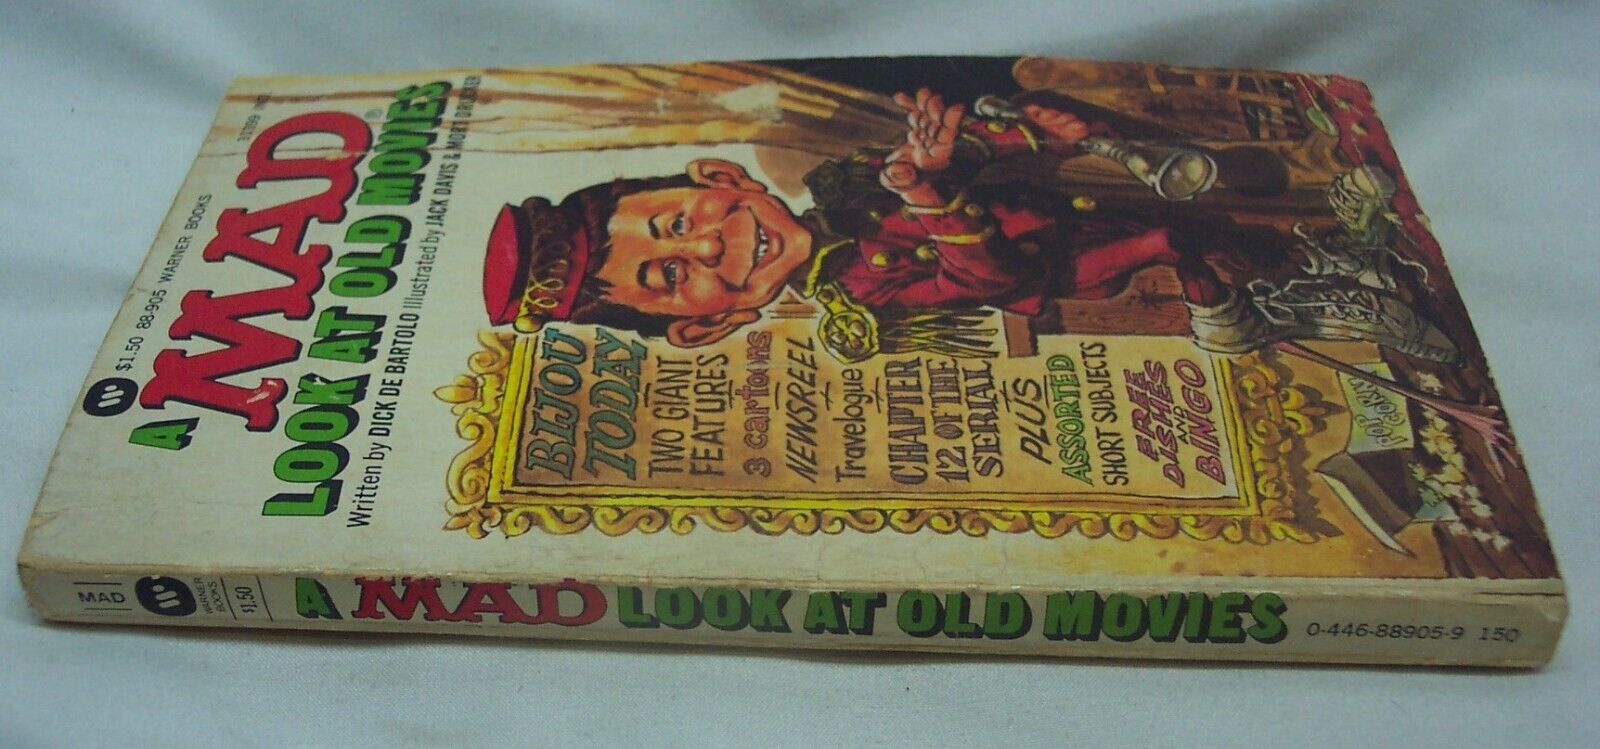 $1.50 88-905 WARNER BOOKS
A
MAD®
LOOK AT OLD MOVIES
Written by DICK DE BARTOLO Illustrated by JACK DAVIS & MORT DRUCKER
BIJOU
TODAY
TWO GIANT
FEATURES
3 cartoons
NEWSREEL
Travelogue
CHAPTER
12 OF THE
SERIAL
PLUS
ASSORTED
SHORT SUBJECTS
FREE
DISHES
AND
BINGO
MAD
WARNER
BOOKS
$1.50
A MAD LOOK AT OLD MOVIES
0-446-88905-9 150